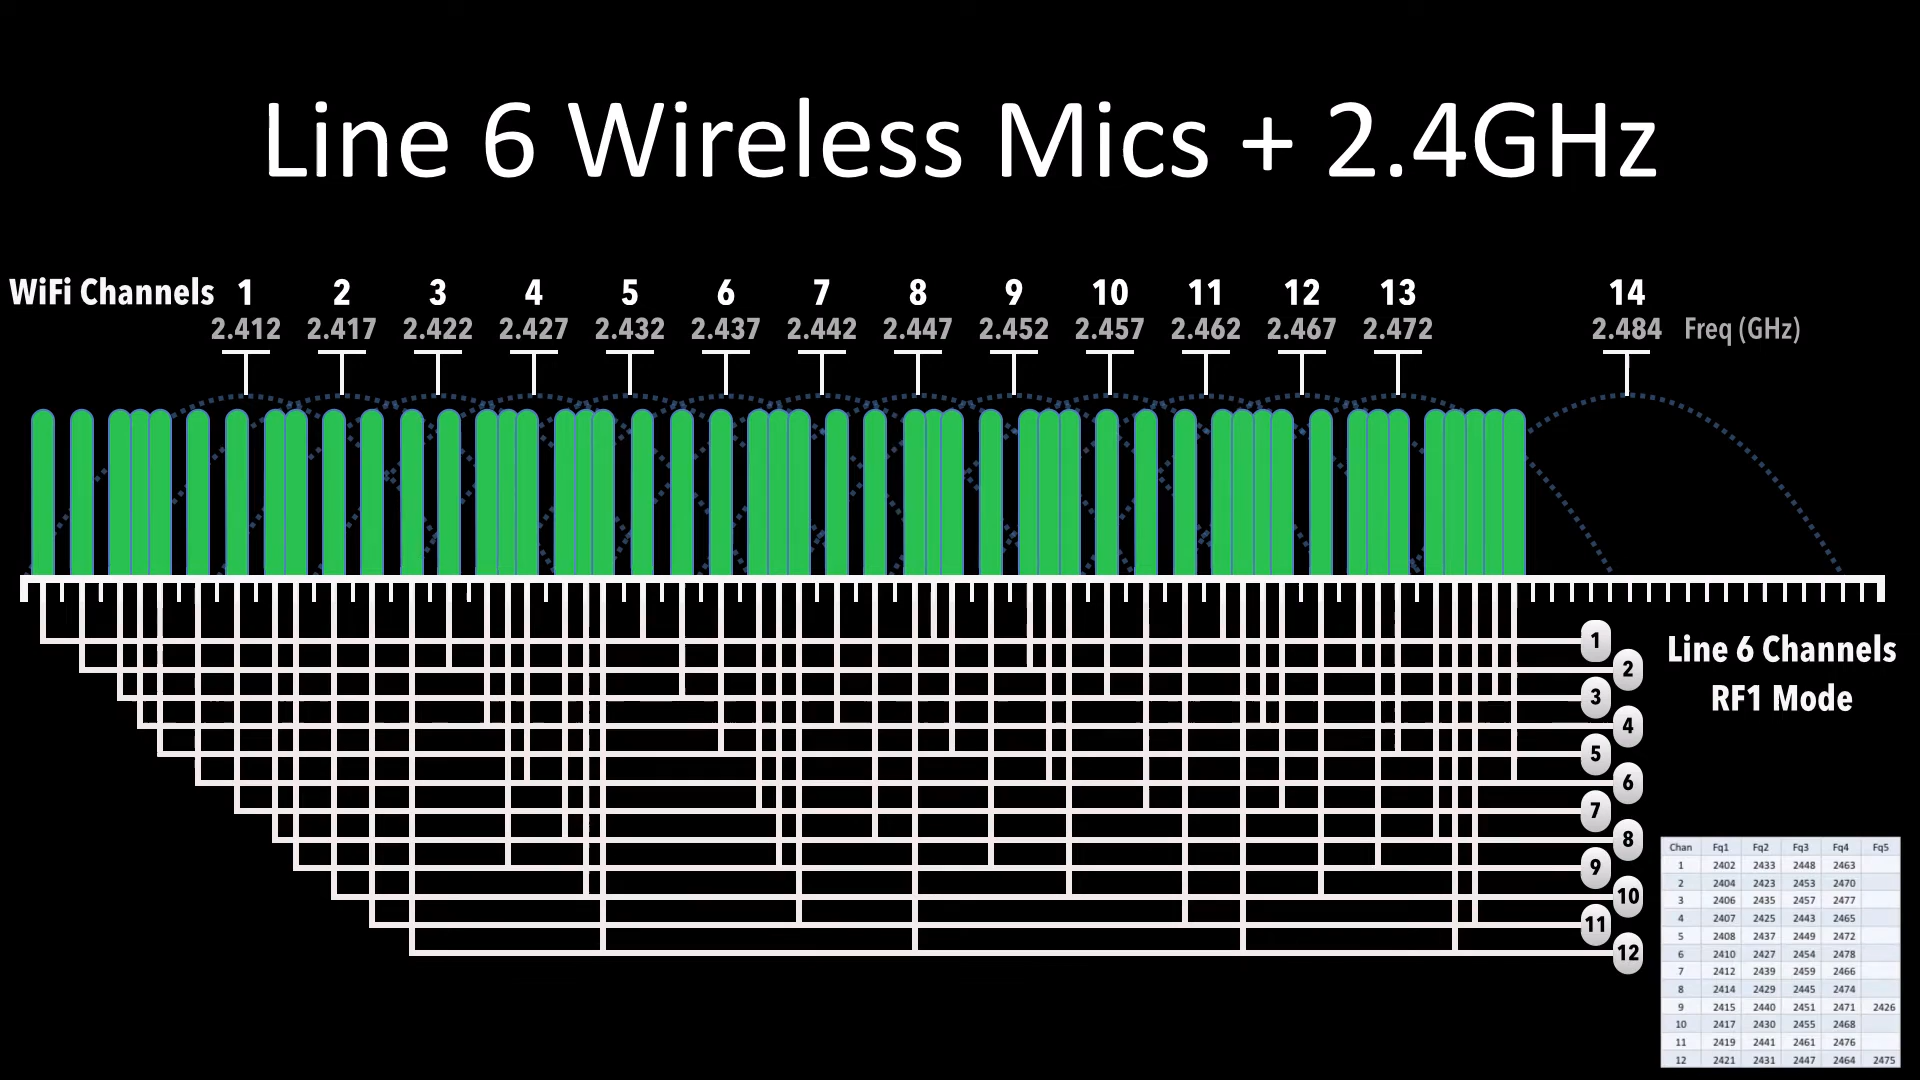 Line 6 Wireless Mics + 2.4GHz
WiFi Channels 1 2 3 4 5 6 7 8 9 10 11 12 13 14
2.412 2.417 2.422 2.427 2.432 2.437 2.442 2.447 2.452 2.457 2.462 2.467 2.472 2.484 Freq (GHz)
1
2
3
4
5
6
7
8
9
10
11
12
Line 6 Channels
RF1 Mode
Chan Fq1 Fq2 Fq3 Fq4 Fq5
1 2402 2433 2448 2463
2 2404 2423 2453 2470
3 2406 2435 2457 2477
4 2407 2425 2443 2465
5 2408 2437 2449 2472
6 2410 2427 2454 2478
7 2412 2439 2459 2466
8 2414 2429 2445 2474
9 2415 2440 2451 2471 2426
10 2417 2430 2455 2468
11 2419 2441 2461 2476
12 2421 2431 2447 2464 2475